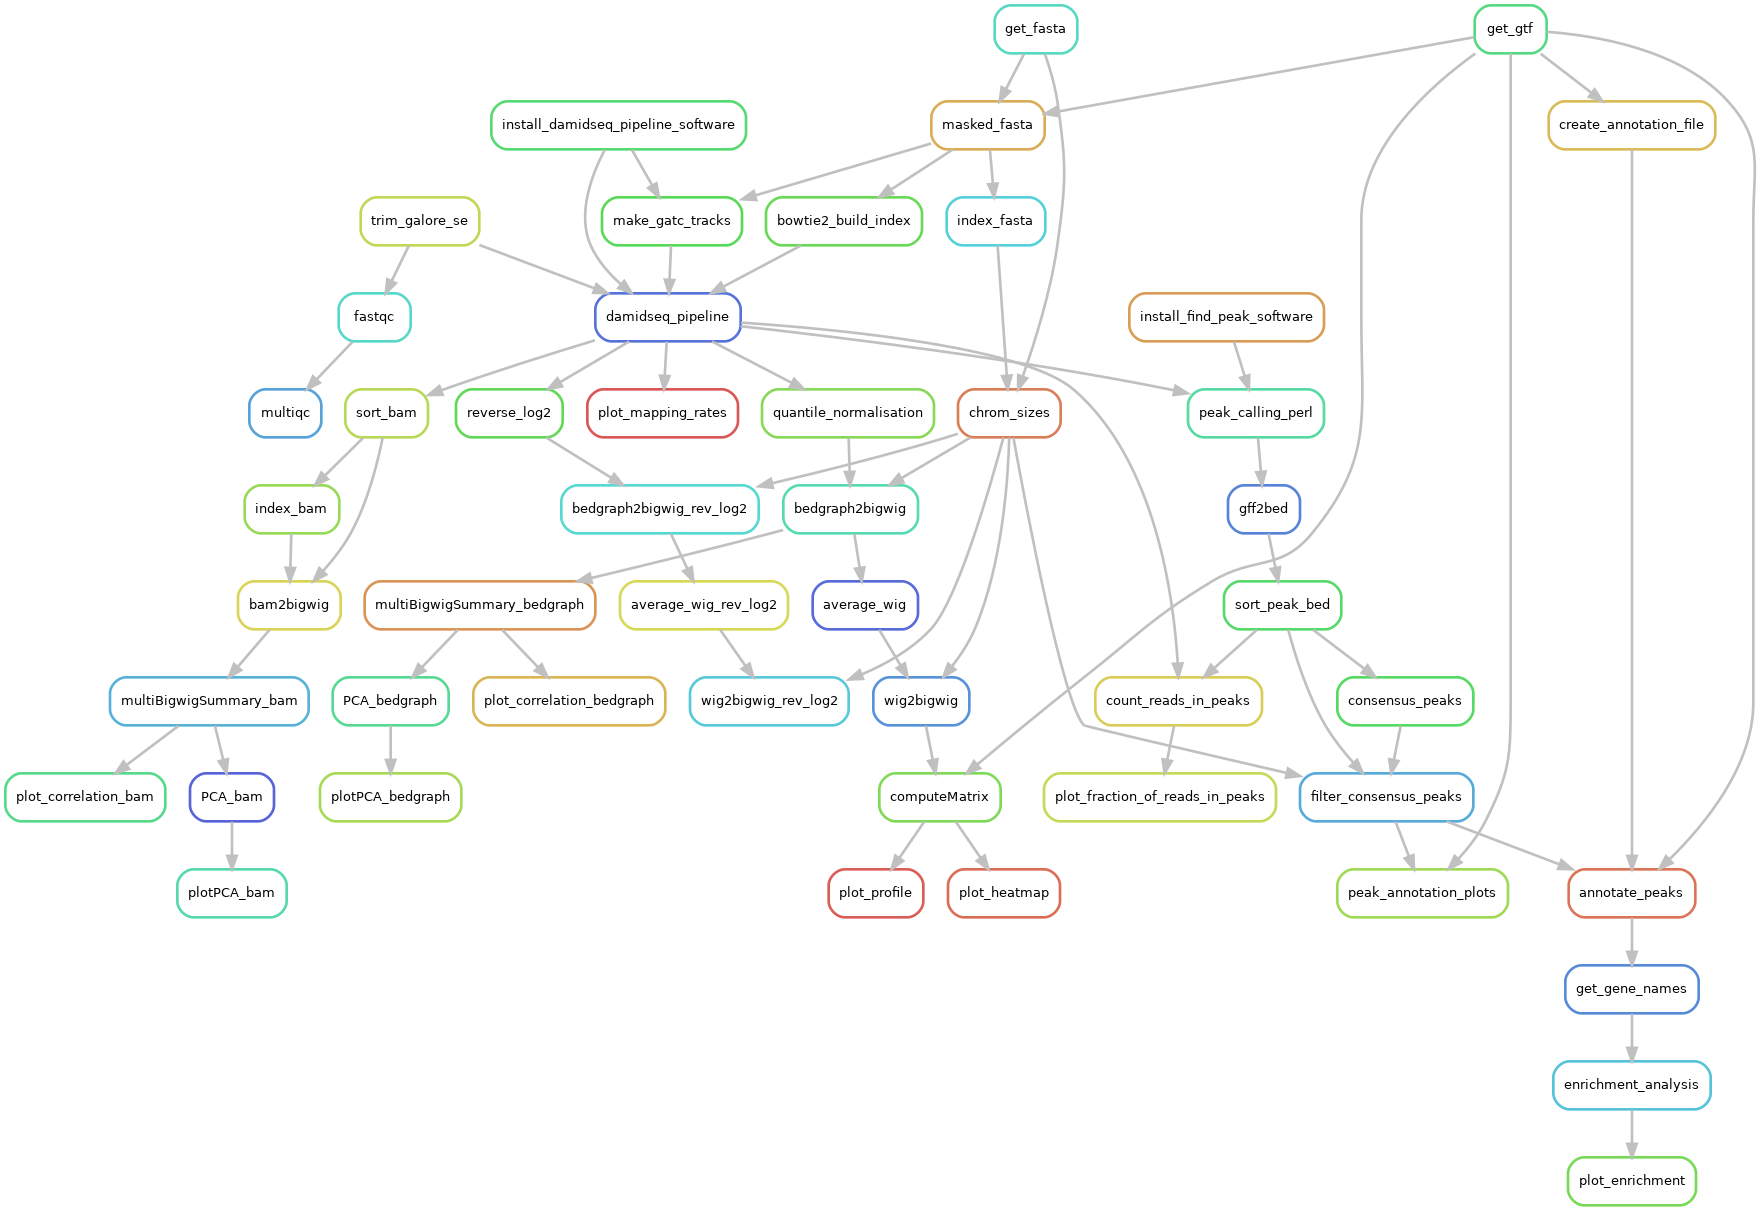 get_fasta
get_gtf
install_damidseq_pipeline_software
masked_fasta
create_annotation_file
trim_galore_se
make_gatc_tracks
bowtie2_build_index
index_fasta
fastqc
damidseq_pipeline
install_find_peak_software
multiqc
sort_bam
reverse_log2
plot_mapping_rates
quantile_normalisation
chrom_sizes
peak_calling_perl
index_bam
bedgraph2bigwig_rev_log2
bedgraph2bigwig
gff2bed
bam2bigwig
multiBigwigSummary_bedgraph
average_wig_rev_log2
average_wig
sort_peak_bed
multiBigwigSummary_bam
PCA_bedgraph
plot_correlation_bedgraph
wig2bigwig_rev_log2
wig2bigwig
count_reads_in_peaks
consensus_peaks
plot_correlation_bam
PCA_bam
plotPCA_bedgraph
computeMatrix
plot_fraction_of_reads_in_peaks
filter_consensus_peaks
plotPCA_bam
plot_profile
plot_heatmap
peak_annotation_plots
annotate_peaks
get_gene_names
enrichment_analysis
plot_enrichment